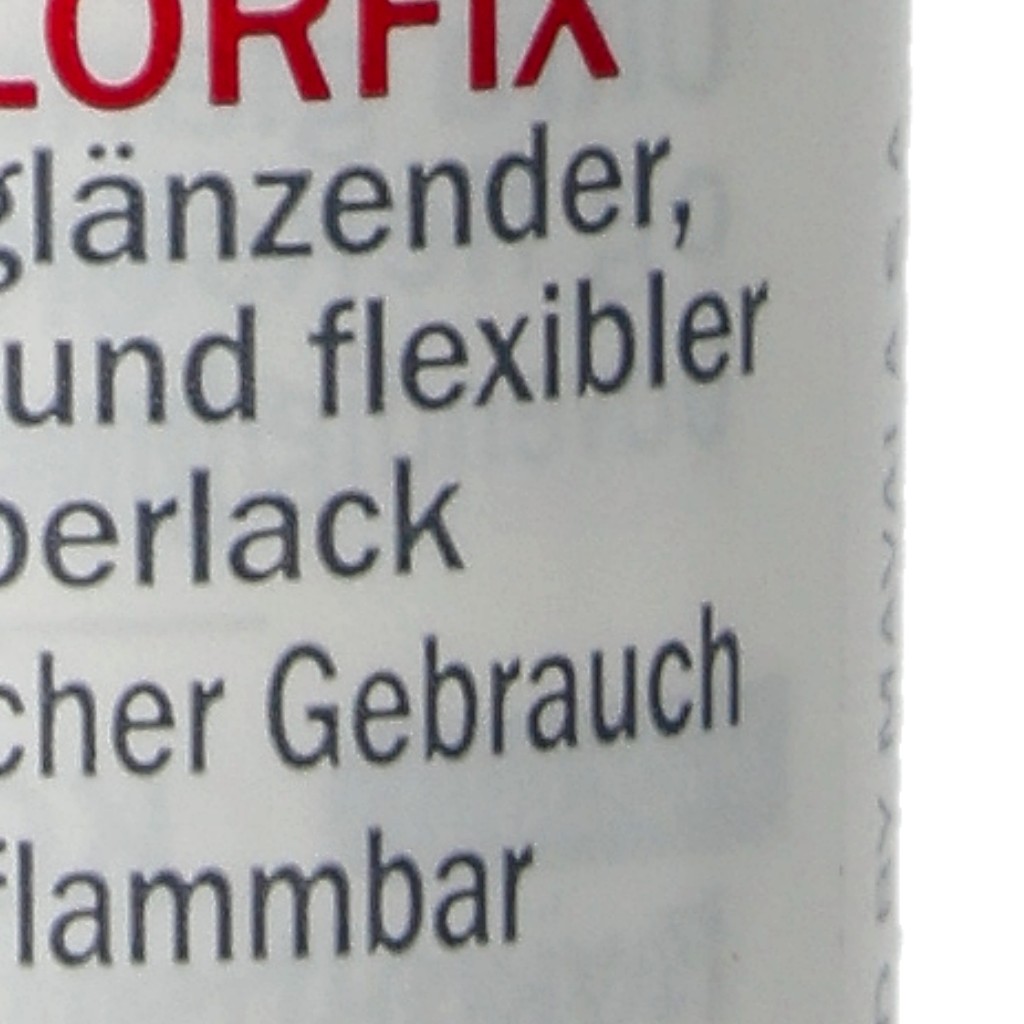 LORFIX
glänzender,
und flexibler
berlack
cher Gebrauch
flammbar